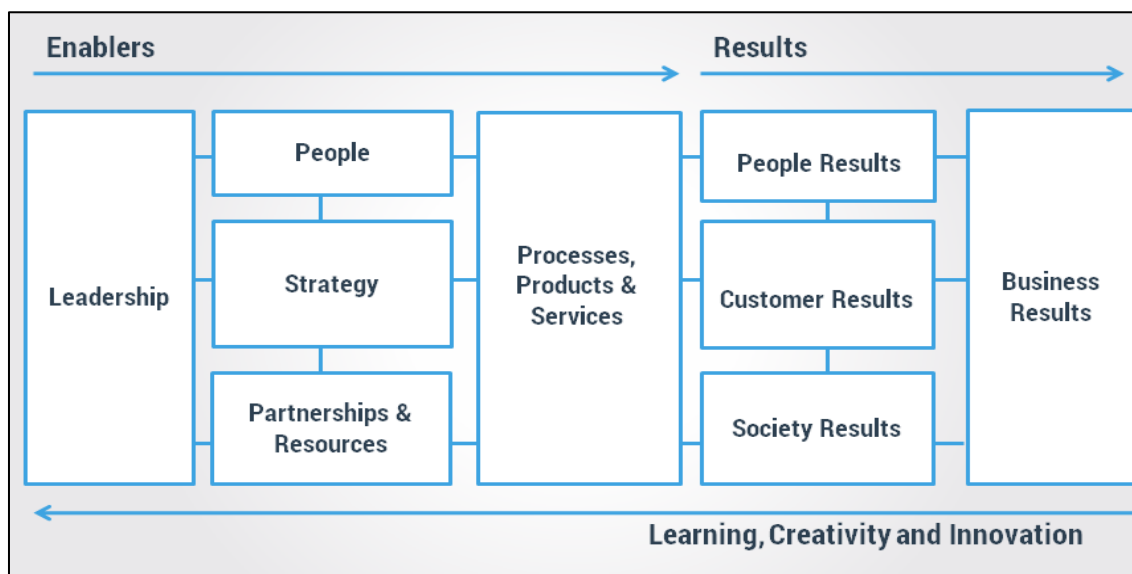 Enablers
Results
Leadership
People
Strategy
Partnerships &
Resources
Processes,
Products &
Services
People Results
Customer Results
Society Results
Business
Results
Learning, Creativity and Innovation